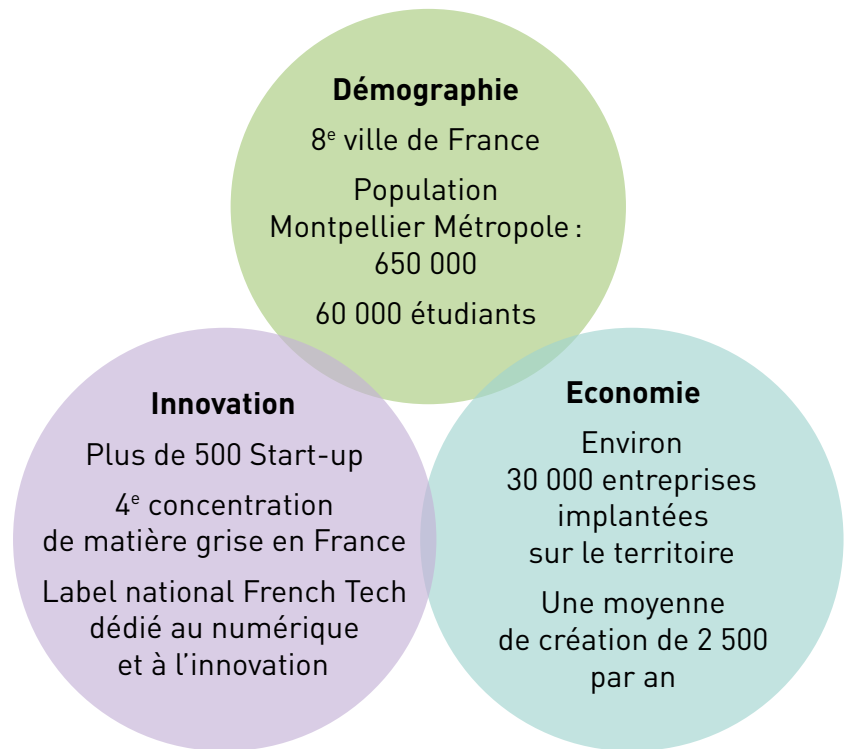 Démographie
8e ville de France
Population
Montpellier Métropole :
650 000
60 000 étudiants
Innovation
Plus de 500 Start-up
4e concentration
de matière grise en France
Label national French Tech
dédié au numérique
et à l’innovation
Economie
Environ
30 000 entreprises
implantées
sur le territoire
Une moyenne
de création de 2 500
par an